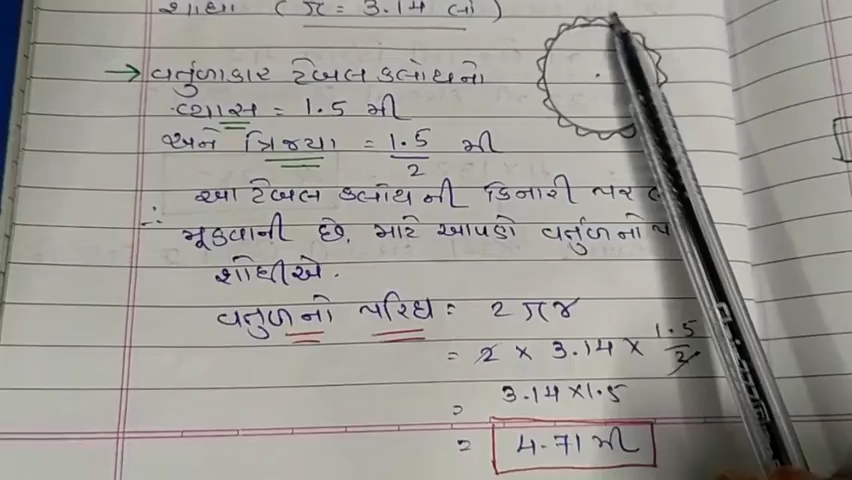 શોધો ( π = 3.14 લો )
→ વર્તુળાકાર ટેબલ ક્લોથનો
વ્યાસ = 1.5 મી
અને ત્રિજ્યા = 1.5/2 મી
આ ટેબલ ક્લોથ ની કિનારી પર
∴ મૂકવાની છે. માટે આપણે વર્તુળનો
શોધીએ.
વર્તુળનો પરિઘ = 2πr
= 2 × 3.14 × 1.5/2
= 3.14 × 1.5
= 4.71 મી